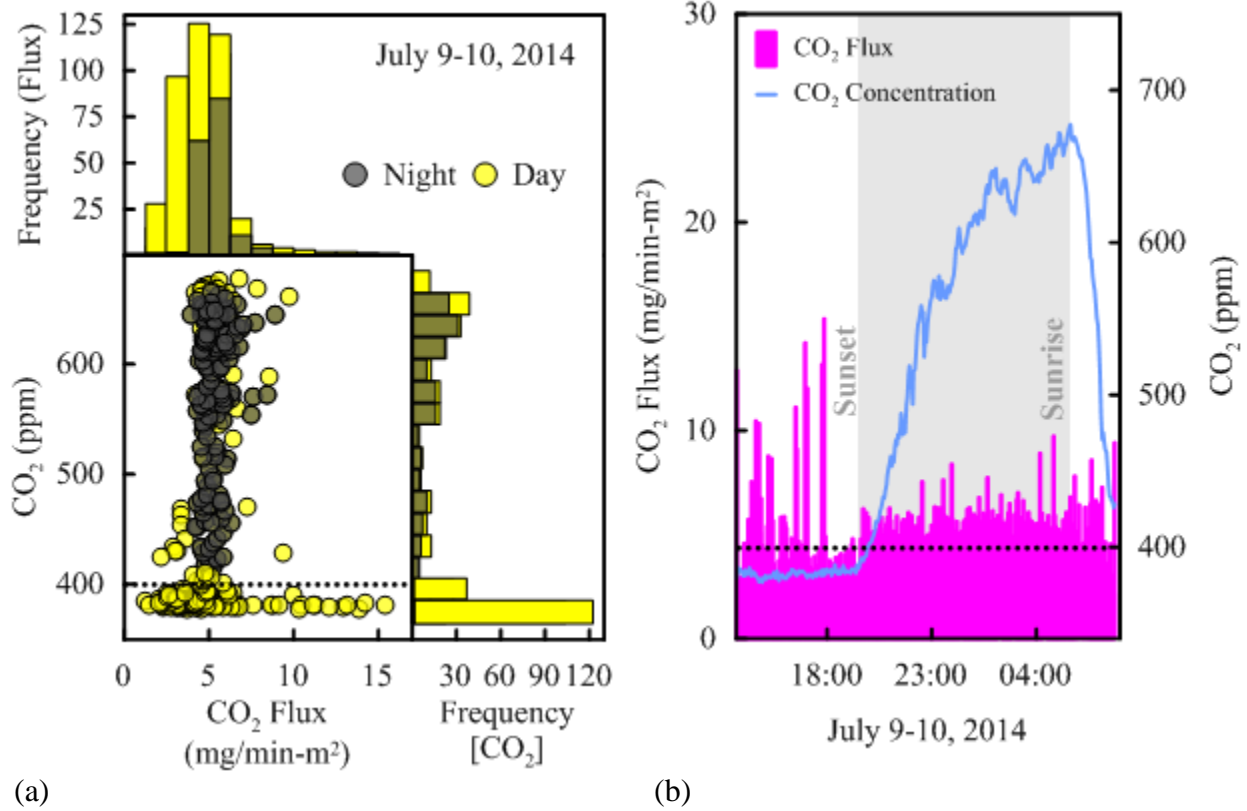 125
100
75
50
25
Frequency (Flux)
July 9-10, 2014
Night
Day
600
500
400
CO₂ (ppm)
0
5
10
15
CO₂ Flux
(mg/min-m²)
30
60
90
120
Frequency
[CO₂]
(a)
30
20
10
0
CO₂ Flux (mg/min-m²)
CO₂ Flux
CO₂ Concentration
Sunset
Sunrise
700
600
500
400
CO₂ (ppm)
18:00
23:00
04:00
July 9-10, 2014
(b)